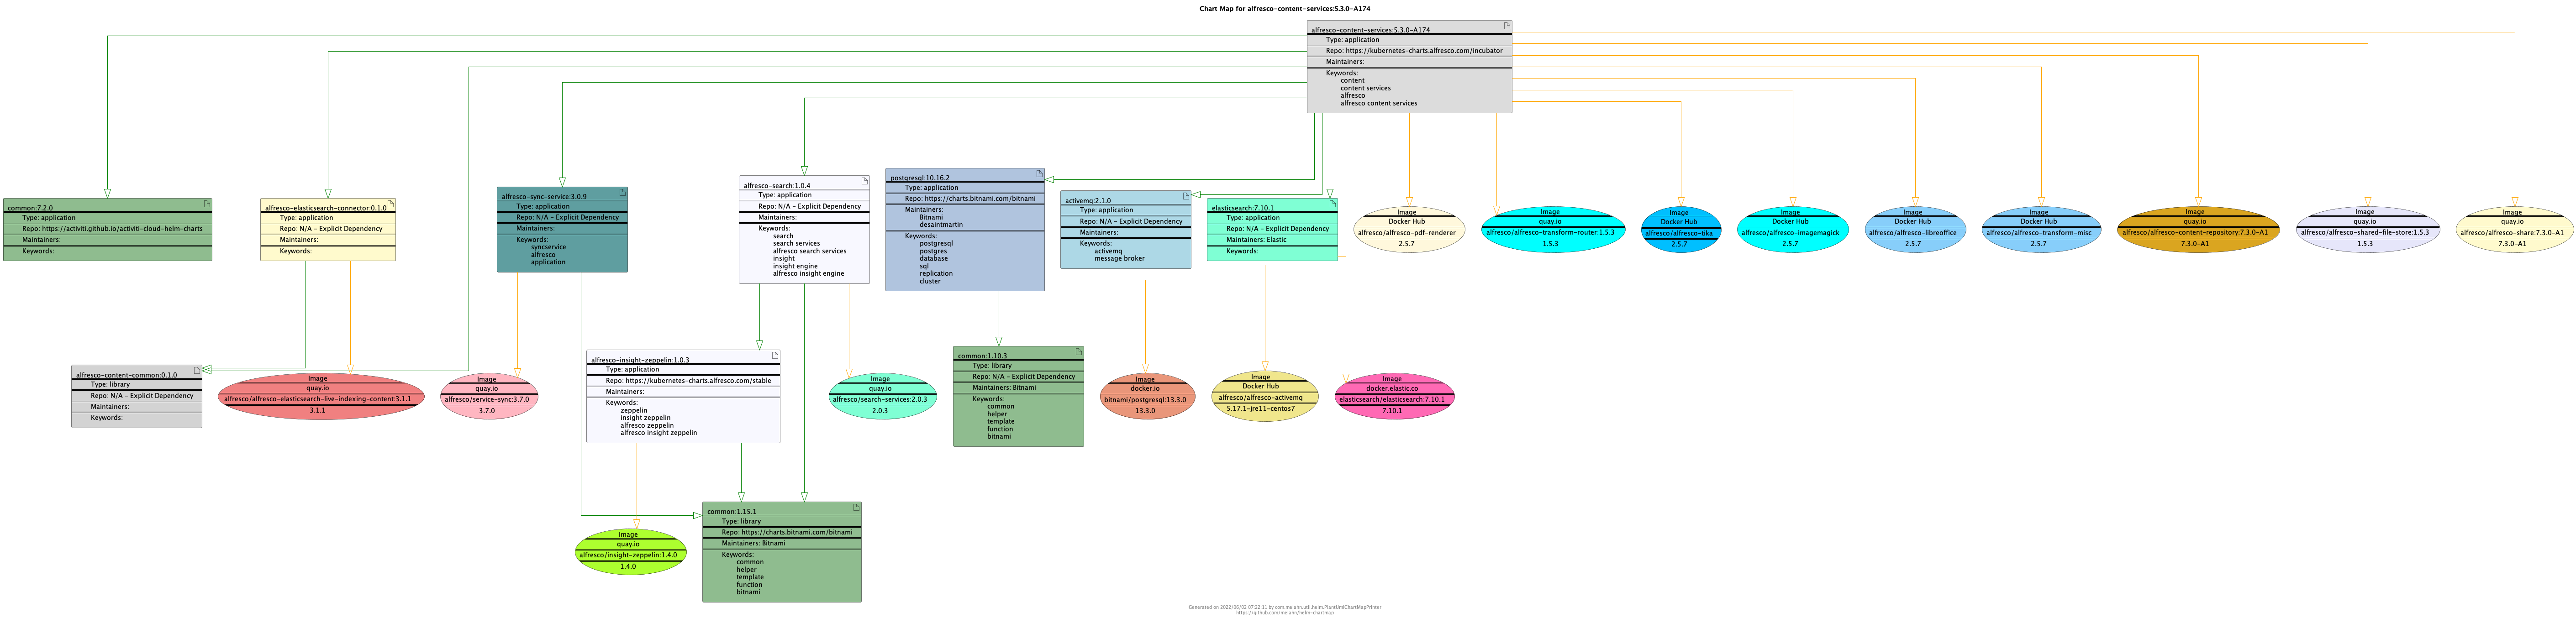 Chart Map for alfresco-content-services:5.3.0-A174
alfresco-content-services:5.3.0-A174
Type: application
Repo: https://kubernetes-charts.alfresco.com/incubator
Maintainers:
Keywords:
content
content services
alfresco
alfresco content services
common:7.2.0
Type: application
Repo: https://activiti.github.io/activiti-cloud-helm-charts
Maintainers:
Keywords:
alfresco-elasticsearch-connector:0.1.0
Type: application
Repo: N/A - Explicit Dependency
Maintainers:
Keywords:
alfresco-sync-service:3.0.9
Type: application
Repo: N/A - Explicit Dependency
Maintainers:
Keywords:
syncservice
alfresco
application
alfresco-search:1.0.4
Type: application
Repo: N/A - Explicit Dependency
Maintainers:
Keywords:
search
search services
alfresco search services
insight
insight engine
alfresco insight engine
postgresql:10.16.2
Type: application
Repo: https://charts.bitnami.com/bitnami
Maintainers:
Bitnami
desaintmartin
Keywords:
postgresql
postgres
database
sql
replication
cluster
activemq:2.1.0
Type: application
Repo: N/A - Explicit Dependency
Maintainers:
Keywords:
activemq
message broker
elasticsearch:7.10.1
Type: application
Repo: N/A - Explicit Dependency
Maintainers: Elastic
Keywords:
Image
Docker Hub
alfresco/alfresco-pdf-renderer
2.5.7
Image
quay.io
alfresco/alfresco-transform-router:1.5.3
1.5.3
Image
Docker Hub
alfresco/alfresco-tika
2.5.7
Image
Docker Hub
alfresco/alfresco-imagemagick
2.5.7
Image
Docker Hub
alfresco/alfresco-libreoffice
2.5.7
Image
Docker Hub
alfresco/alfresco-transform-misc
2.5.7
Image
quay.io
alfresco/alfresco-content-repository:7.3.0-A1
7.3.0-A1
Image
quay.io
alfresco/alfresco-shared-file-store:1.5.3
1.5.3
Image
quay.io
alfresco/alfresco-share:7.3.0-A1
7.3.0-A1
alfresco-content-common:0.1.0
Type: library
Repo: N/A - Explicit Dependency
Maintainers:
Keywords:
Image
quay.io
alfresco/alfresco-elasticsearch-live-indexing-content:3.1.1
3.1.1
Image
quay.io
alfresco/service-sync:3.7.0
3.7.0
alfresco-insight-zeppelin:1.0.3
Type: application
Repo: https://kubernetes-charts.alfresco.com/stable
Maintainers:
Keywords:
zeppelin
insight zeppelin
alfresco zeppelin
alfresco insight zeppelin
Image
quay.io
alfresco/search-services:2.0.3
2.0.3
common:1.10.3
Type: library
Repo: N/A - Explicit Dependency
Maintainers: Bitnami
Keywords:
common
helper
template
function
bitnami
Image
docker.io
bitnami/postgresql:13.3.0
13.3.0
Image
Docker Hub
alfresco/alfresco-activemq
5.17.1-jre11-centos7
Image
docker.elastic.co
elasticsearch/elasticsearch:7.10.1
7.10.1
Image
quay.io
alfresco/insight-zeppelin:1.4.0
1.4.0
common:1.15.1
Type: library
Repo: https://charts.bitnami.com/bitnami
Maintainers: Bitnami
Keywords:
common
helper
template
function
bitnami
Generated on 2022/06/02 07:22:11 by com.melahn.util.helm.PlantUmlChartMapPrinter
https://github.com/melahn/helm-chartmap